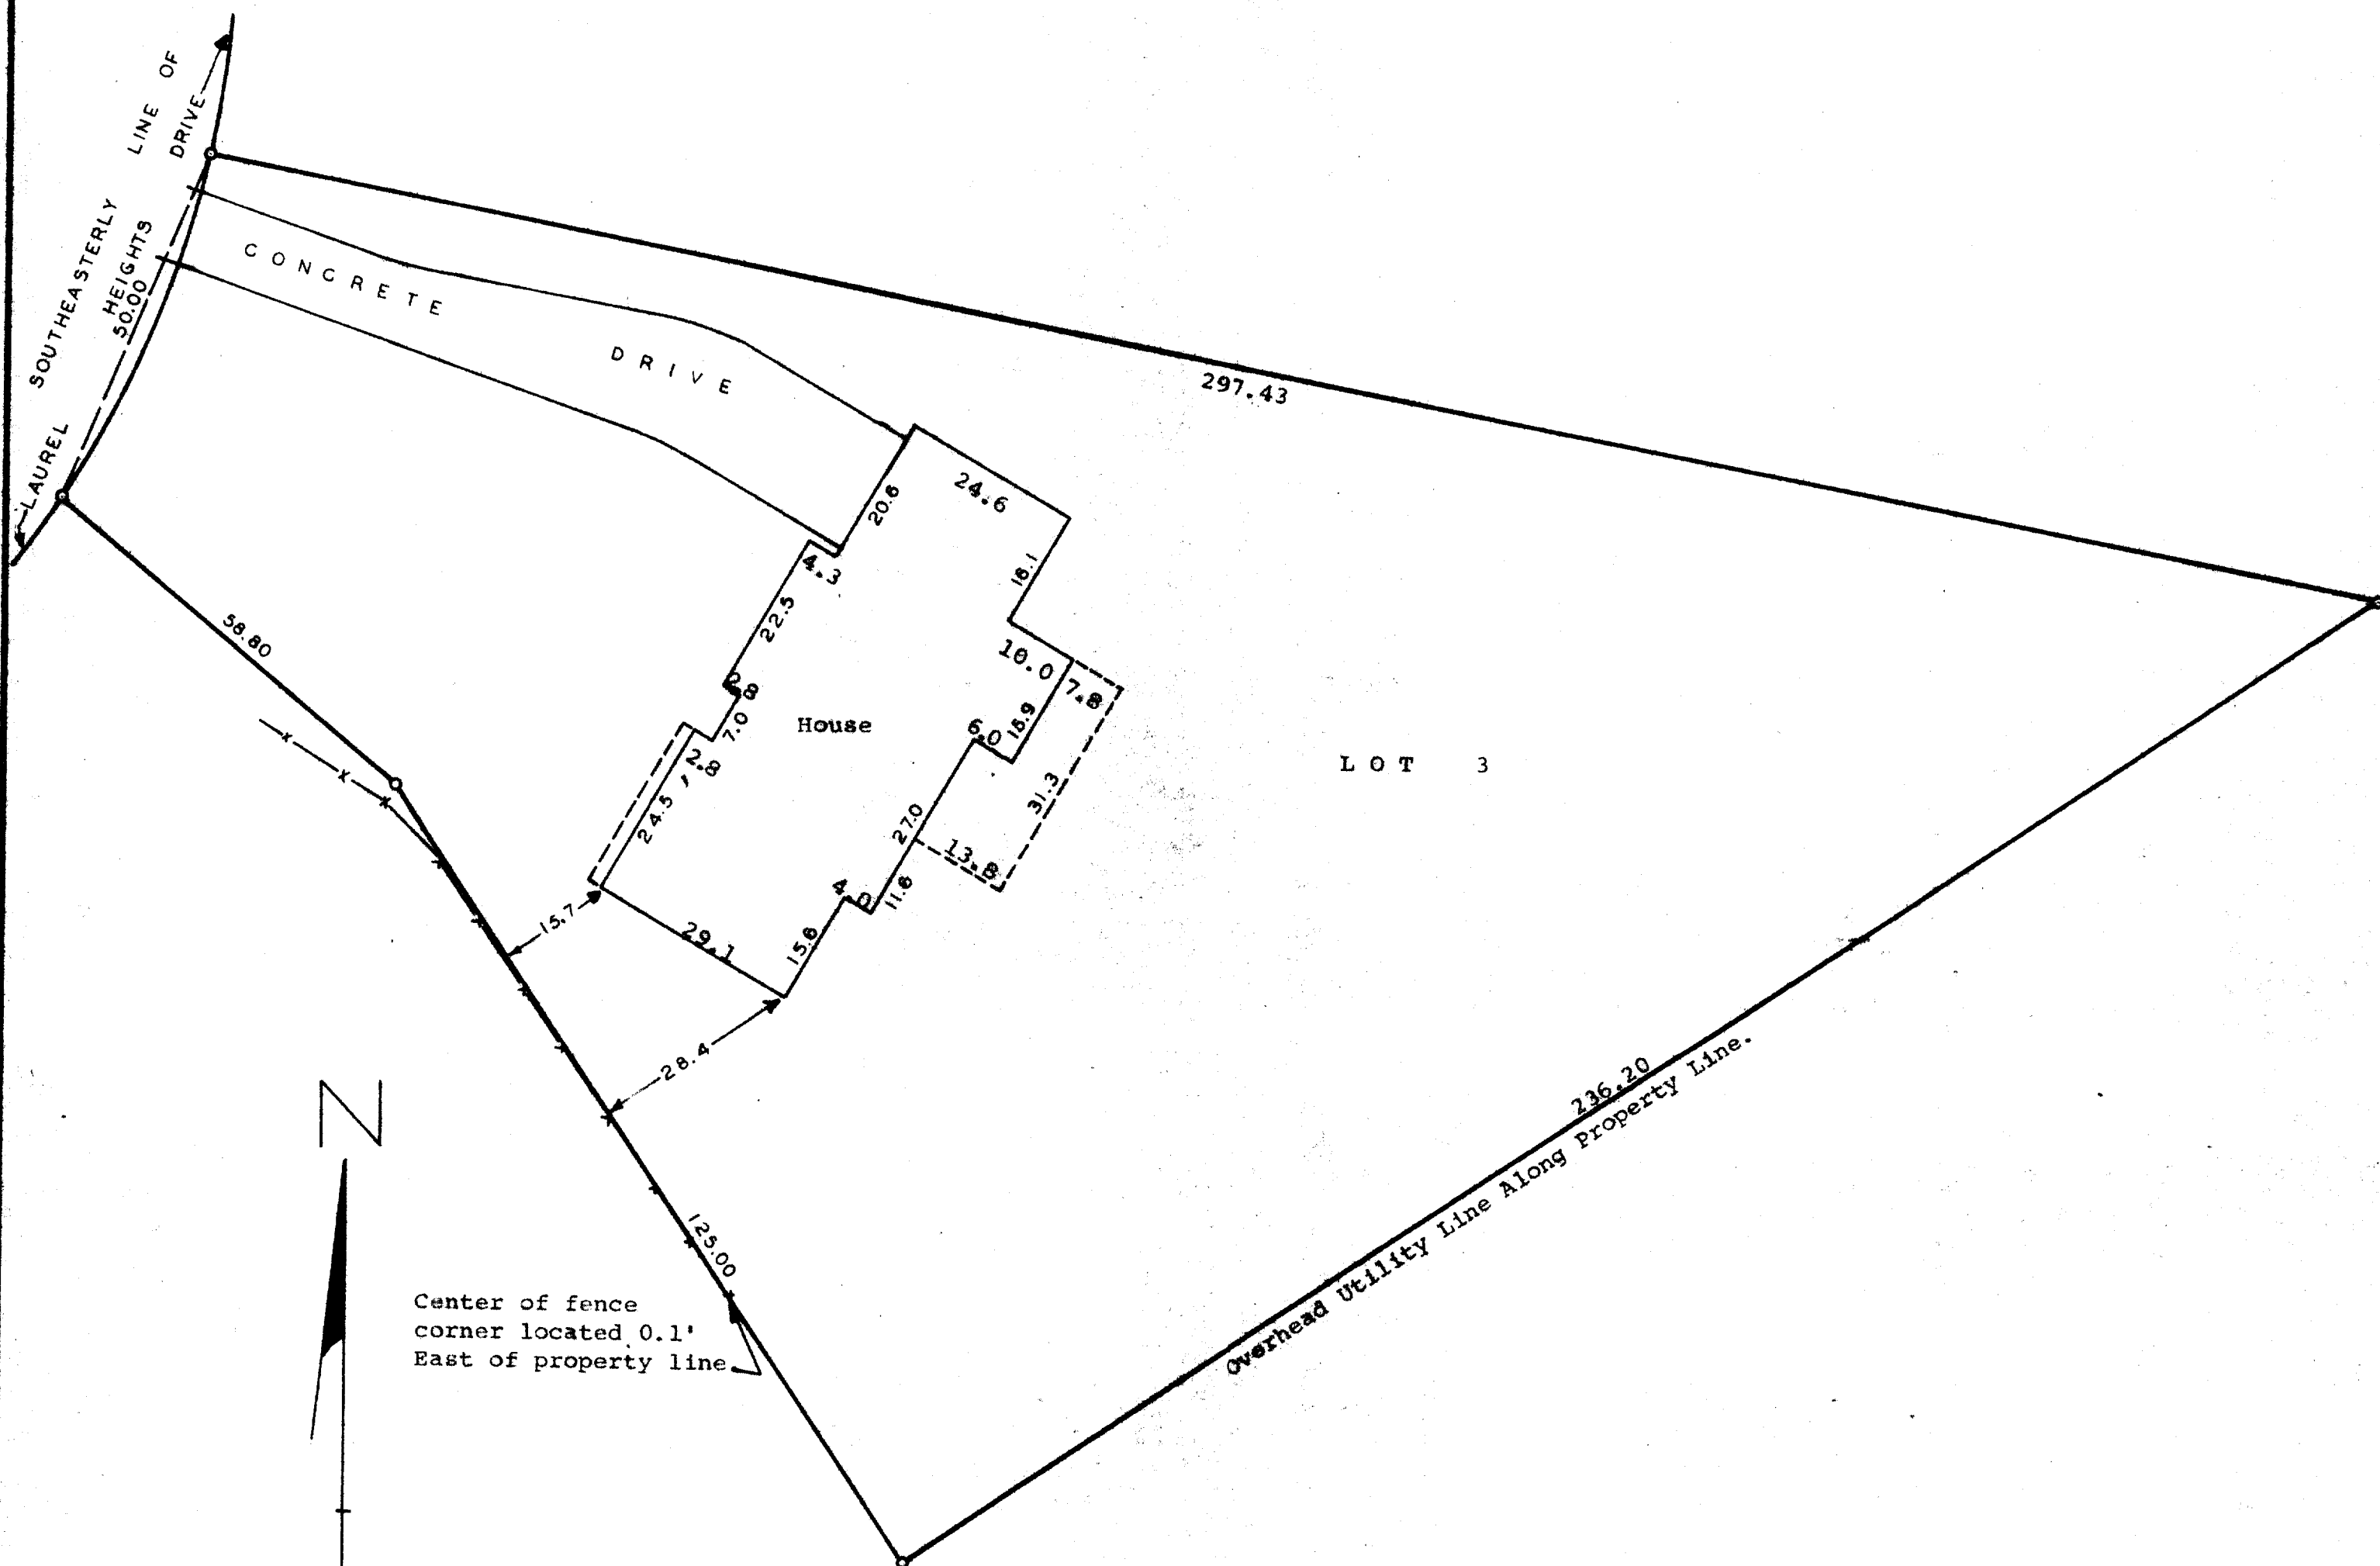 SOUTHEASTERLY LINE OF
LAUREL HEIGHTS DRIVE
50.00
CONCRETE
DRIVE
297.43
58.80
20.6
24.6
4.3
22.5
16.1
10.0
7.8
2.8
7.0
House
6.0
16.9
LOT 3
2.8
24.5
31.3
27.0
13.8
4.0
11.6
15.7
29.1
15.6
28.4
N
236.20
Overhead Utility Line Along Property Line.
125.00
Center of fence
corner located 0.1'
East of property line